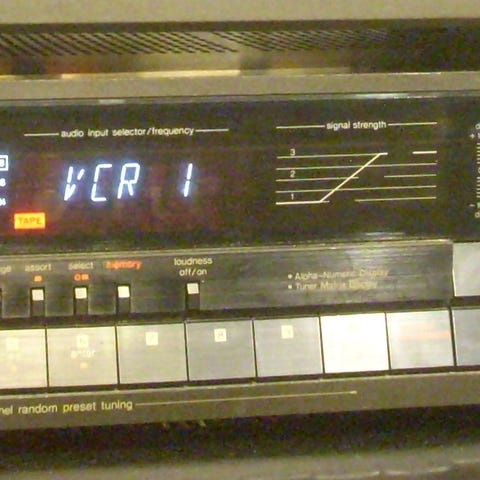 audio input selector/frequency
signal strength
VCR 1
3
2
1
TAPE
assort
select
memory
loudness
off/on
• Alpha-Numeric Display
• Tuner Matrix Display
enter
nel random preset tuning